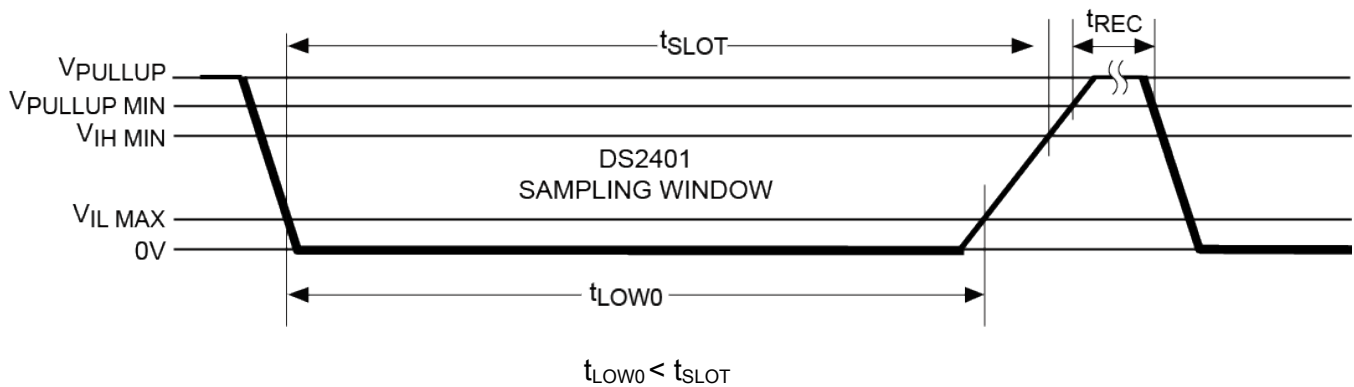 tREC
tSLOT
VPULLUP
VPULLUP MIN
VIH MIN
DS2401
SAMPLING WINDOW
VIL MAX
0V
tLOW0
tLOW0 < tSLOT